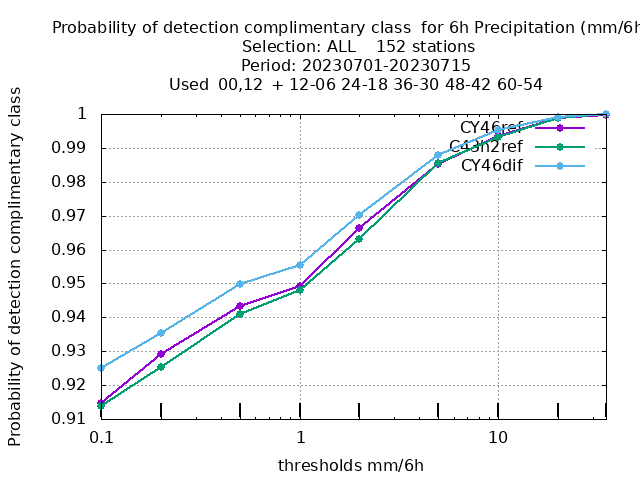 Probability of detection complimentary class for 6h Precipitation (mm/6h
Selection: ALL 152 stations
Period: 20230701-20230715
Used 00,12 + 12-06 24-18 36-30 48-42 60-54
Probability of detection complimentary class
1
0.99
0.98
0.97
0.96
0.95
0.94
0.93
0.92
0.91
CY46ref
C43h2ref
CY46dif
0.1
1
10
thresholds mm/6h